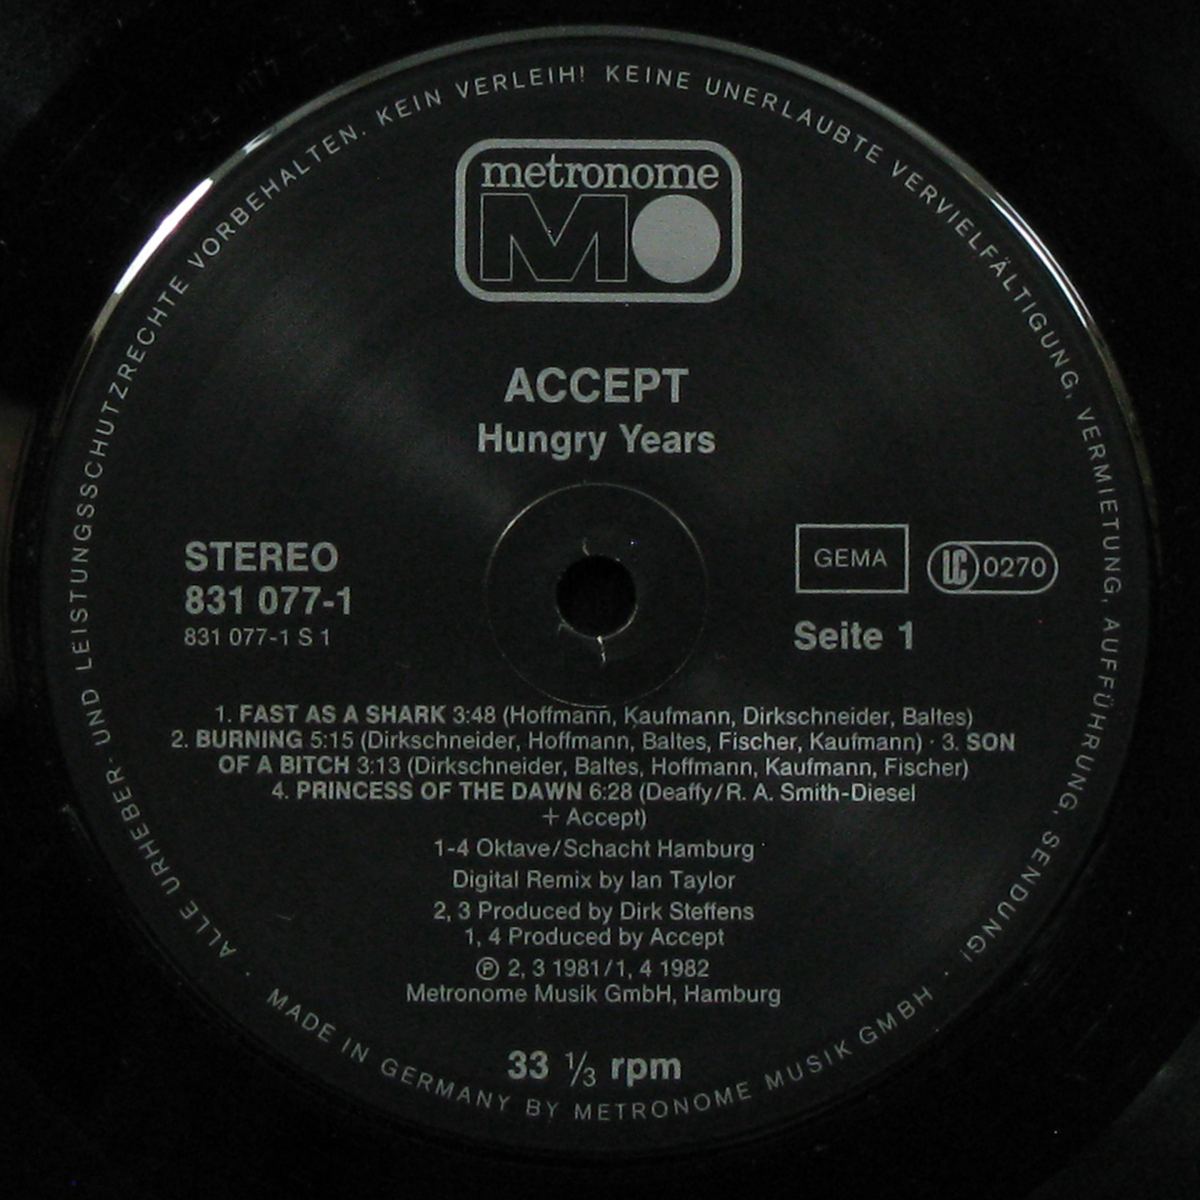 ALLE URHEBER- UND LEISTUNGSSCHUTZRECHTE VORBEHALTEN. KEIN VERLEIH! KEINE UNERLAUBTE VERVIELFÄLTIGUNG, VERMIETUNG, AUFFÜHRUNG, SENDUNG!
metronome
MO
ACCEPT
Hungry Years
STEREO
831 077-1
831 077-1 S 1
GEMA
LC 0270
Seite 1
1. FAST AS A SHARK 3:48 (Hoffmann, Kaufmann, Dirkschneider, Baltes)
2. BURNING 5:15 (Dirkschneider, Hoffmann, Baltes, Fischer, Kaufmann) · 3. SON
OF A BITCH 3:13 (Dirkschneider, Baltes, Hoffmann, Kaufmann, Fischer)
4. PRINCESS OF THE DAWN 6:28 (Deaffy/R. A. Smith-Diesel
+ Accept)
1-4 Oktave/Schacht Hamburg
Digital Remix by Ian Taylor
2, 3 Produced by Dirk Steffens
1, 4 Produced by Accept
℗ 2, 3 1981/1, 4 1982
Metronome Musik GmbH, Hamburg
33 1/3 rpm
· MADE IN GERMANY BY METRONOME MUSIK GMBH ·